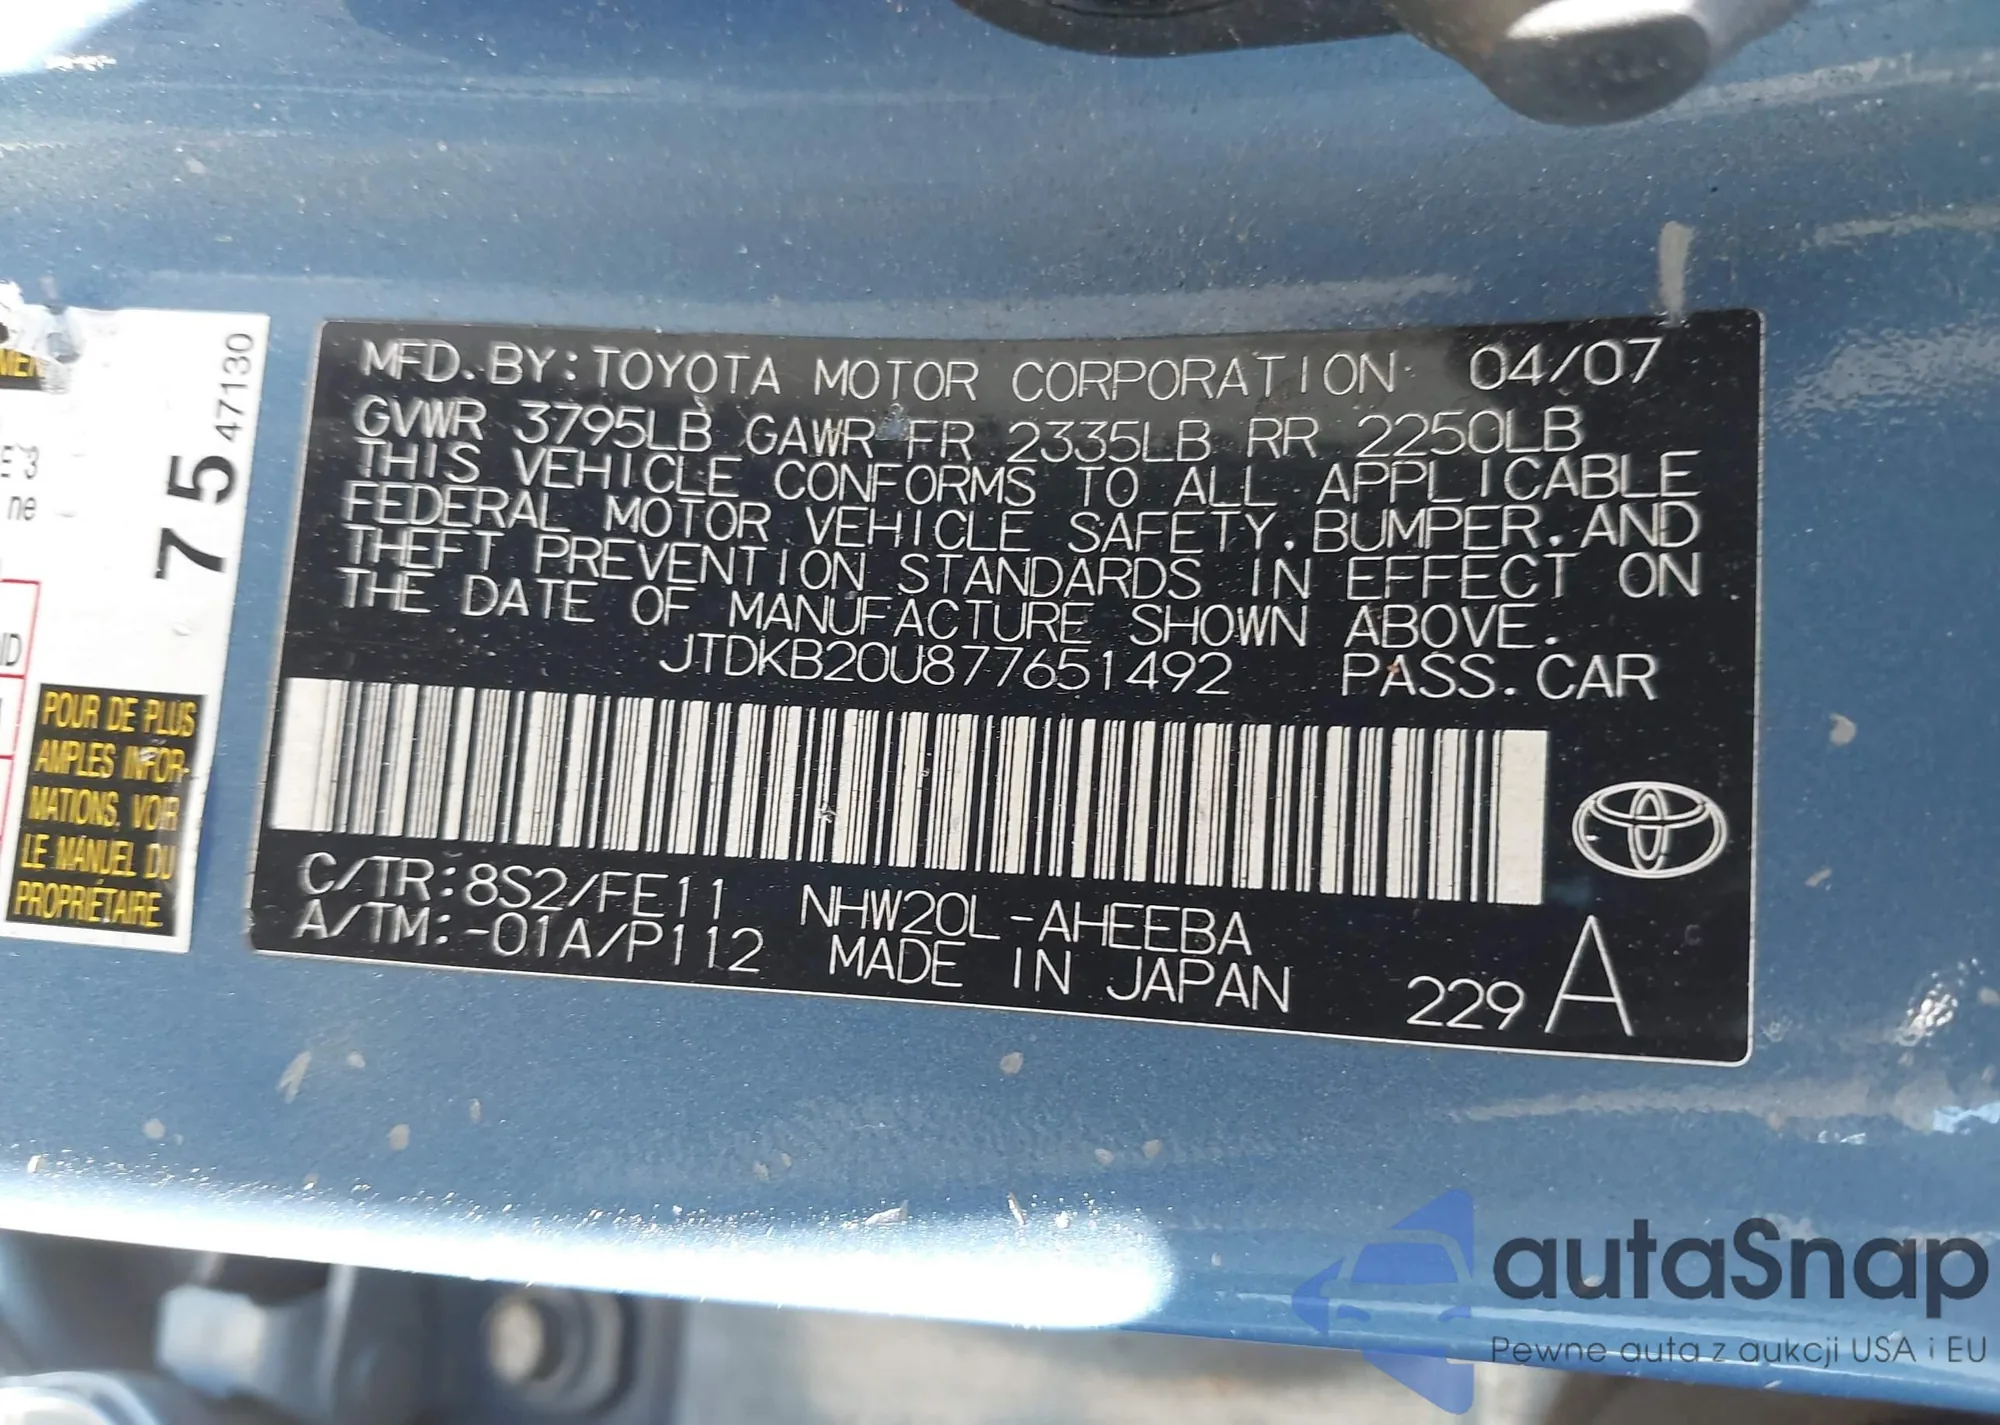 MFD. BY: TOYOTA MOTOR CORPORATION 04/07
GVWR 3795LB GAWR FR 2335LB RR 2250LB
THIS VEHICLE CONFORMS TO ALL APPLICABLE
FEDERAL MOTOR VEHICLE SAFETY, BUMPER, AND
THEFT PREVENTION STANDARDS IN EFFECT ON
THE DATE OF MANUFACTURE SHOWN ABOVE.
JTDKB20U877651492 PASS. CAR
C/TR: 8S2/FE11 NHW20L-AHEEBA
A/TM: -01A/P112 MADE IN JAPAN
229 A
75 47130
POUR DE PLUS
AMPLES INFOR-
MATIONS, VOIR
LE MANUEL DU
PROPRIÉTAIRE.
autaSnap
Pewne auta z aukcji USA i EU